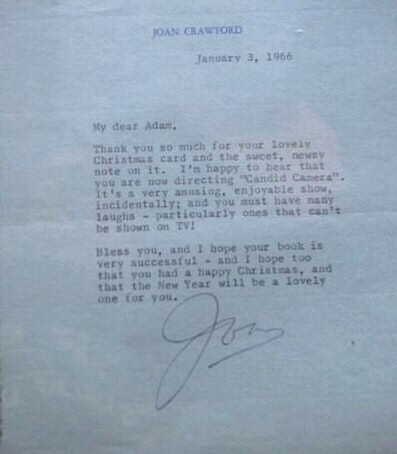 JOAN CRAWFORD
January 3, 1966
My dear Adam,
Thank you so much for your lovely
Christmas card and the sweet, newsy
note on it. I'm happy to hear that
you are now directing "Candid Camera".
It's a very amusing, enjoyable show,
incidentally; and you must have many
laughs - particularly ones that can't
be shown on TV!
Bless you, and I hope your book is
very successful - and I hope too
that you had a happy Christmas, and
that the New Year will be a lovely
one for you.
Joan